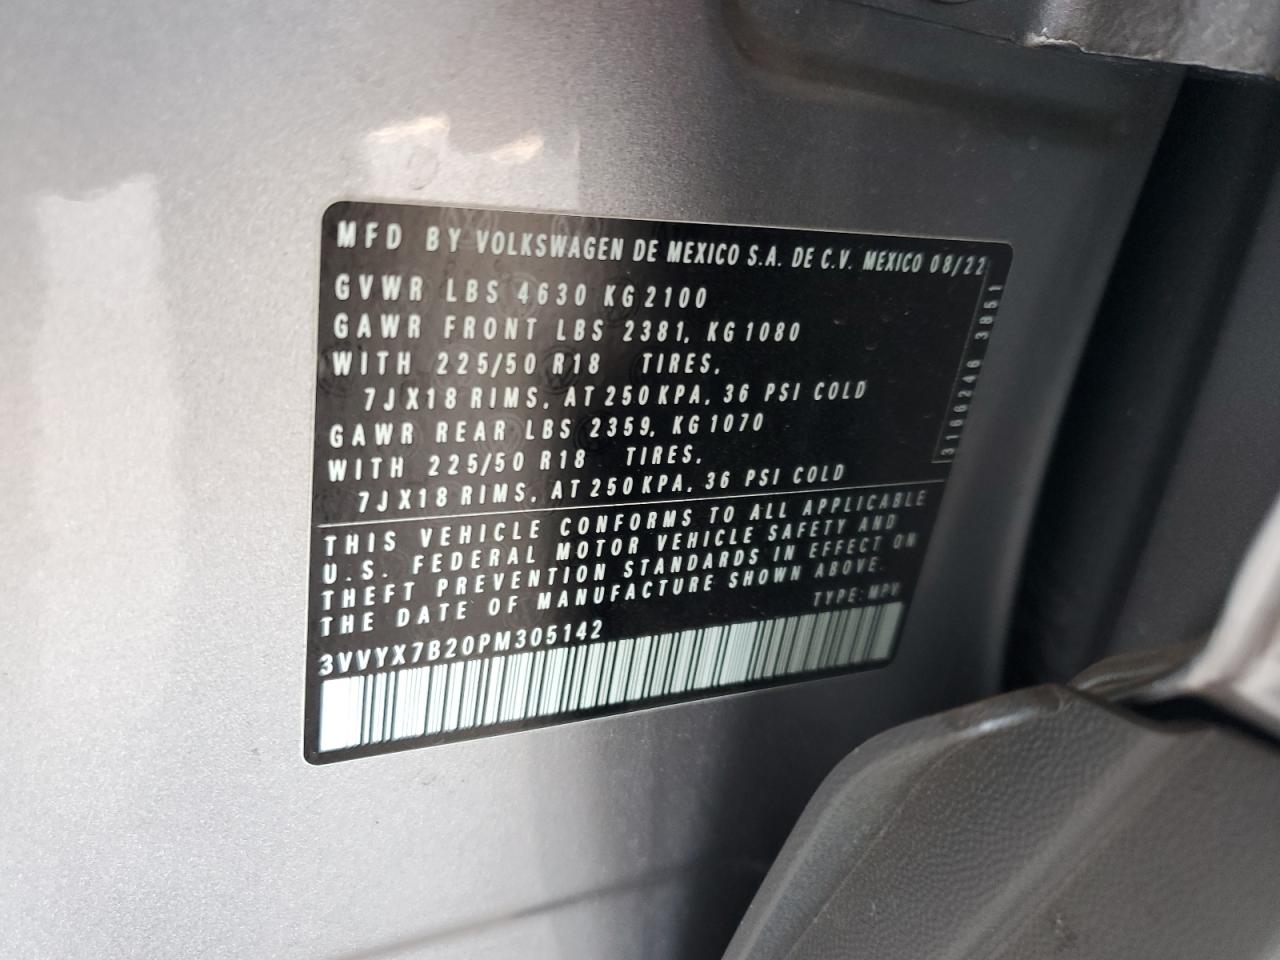 MFD BY VOLKSWAGEN DE MEXICO S.A. DE C.V. MEXICO 08/22
GVWR LBS 4630 KG 2100
GAWR FRONT LBS 2381, KG 1080
WITH 225/50 R18 TIRES,
7JX18 RIMS, AT 250 KPA, 36 PSI COLD
GAWR REAR LBS 2359, KG 1070
WITH 225/50 R18 TIRES,
7JX18 RIMS, AT 250 KPA, 36 PSI COLD
3166246 3851
THIS VEHICLE CONFORMS TO ALL APPLICABLE
U.S. FEDERAL MOTOR VEHICLE SAFETY AND
THEFT PREVENTION STANDARDS IN EFFECT ON
THE DATE OF MANUFACTURE SHOWN ABOVE.
TYPE: MPV
3VVYX7B20PM305142